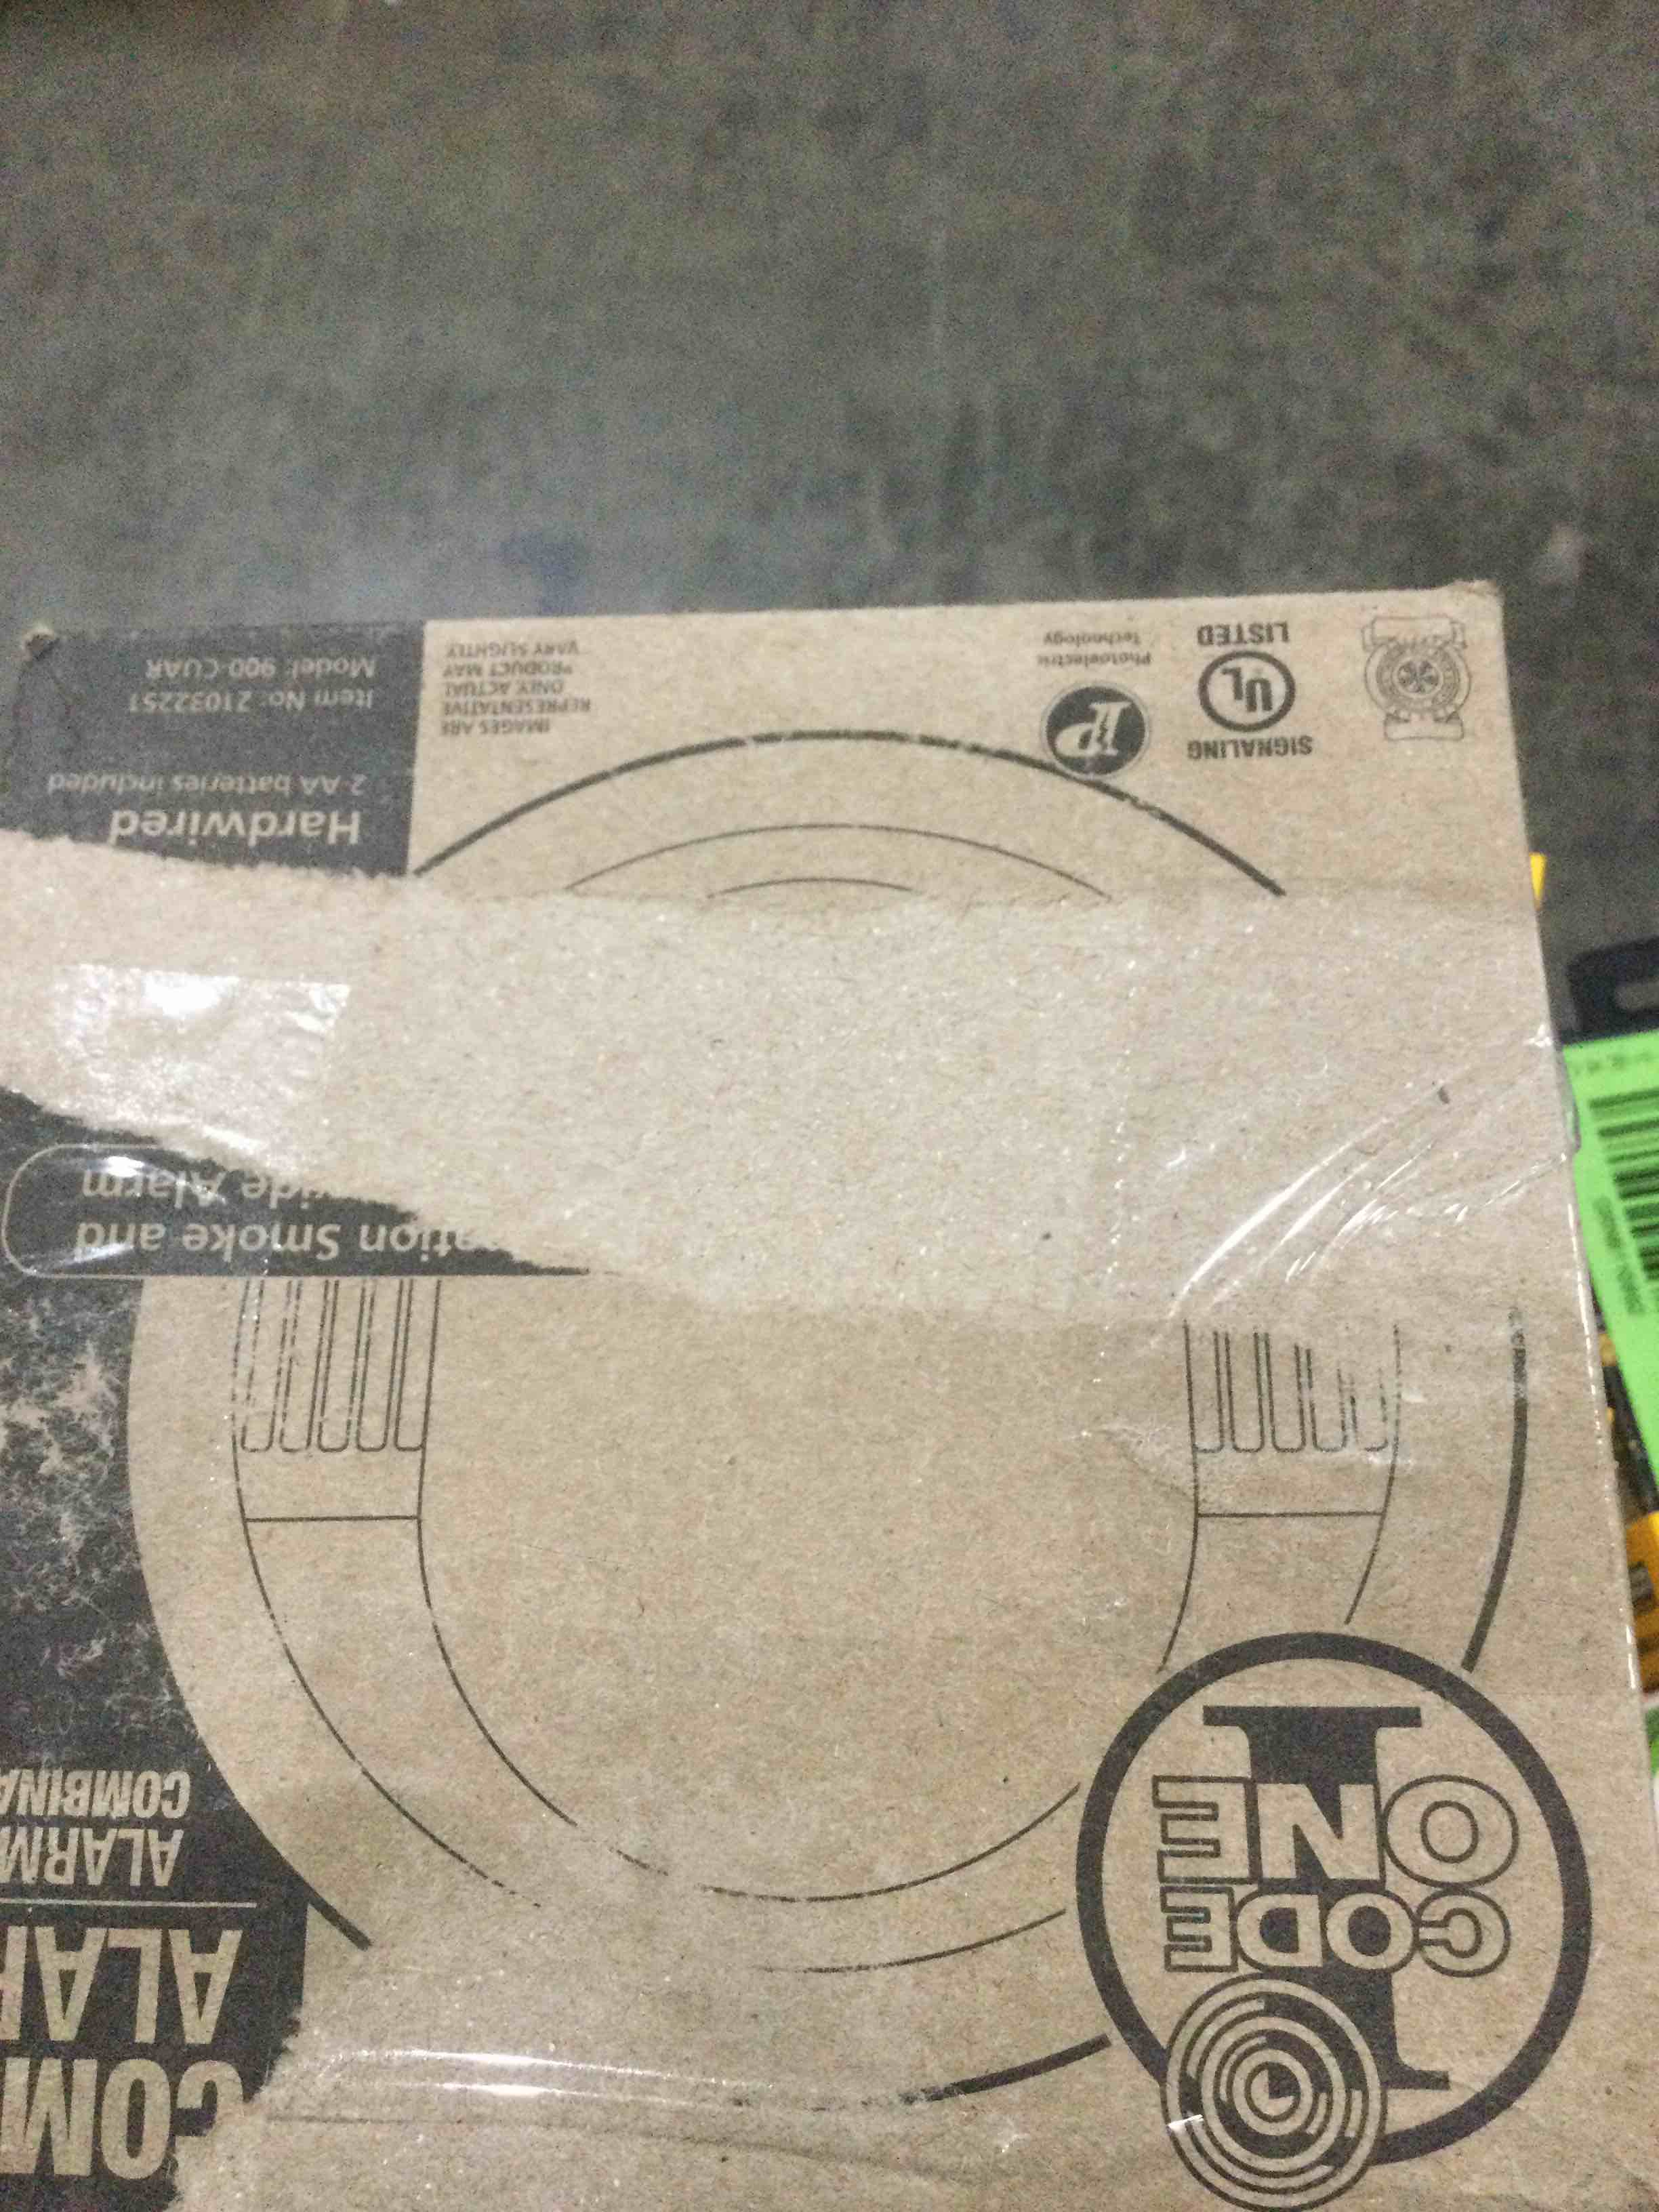 CODE
ONE
COM
ALAR
ALARM
COMBINA
ation Smoke and
ide Alarm
Hardwired
2 AA batteries included
Item No: 21032251
Model: 900-CUAR
IMAGES ARE
REPRESENTATIVE
ONLY. ACTUAL
PRODUCT MAY
VARY SLIGHTLY
P
Photoelectric
Technology
SIGNALING
UL
LISTED